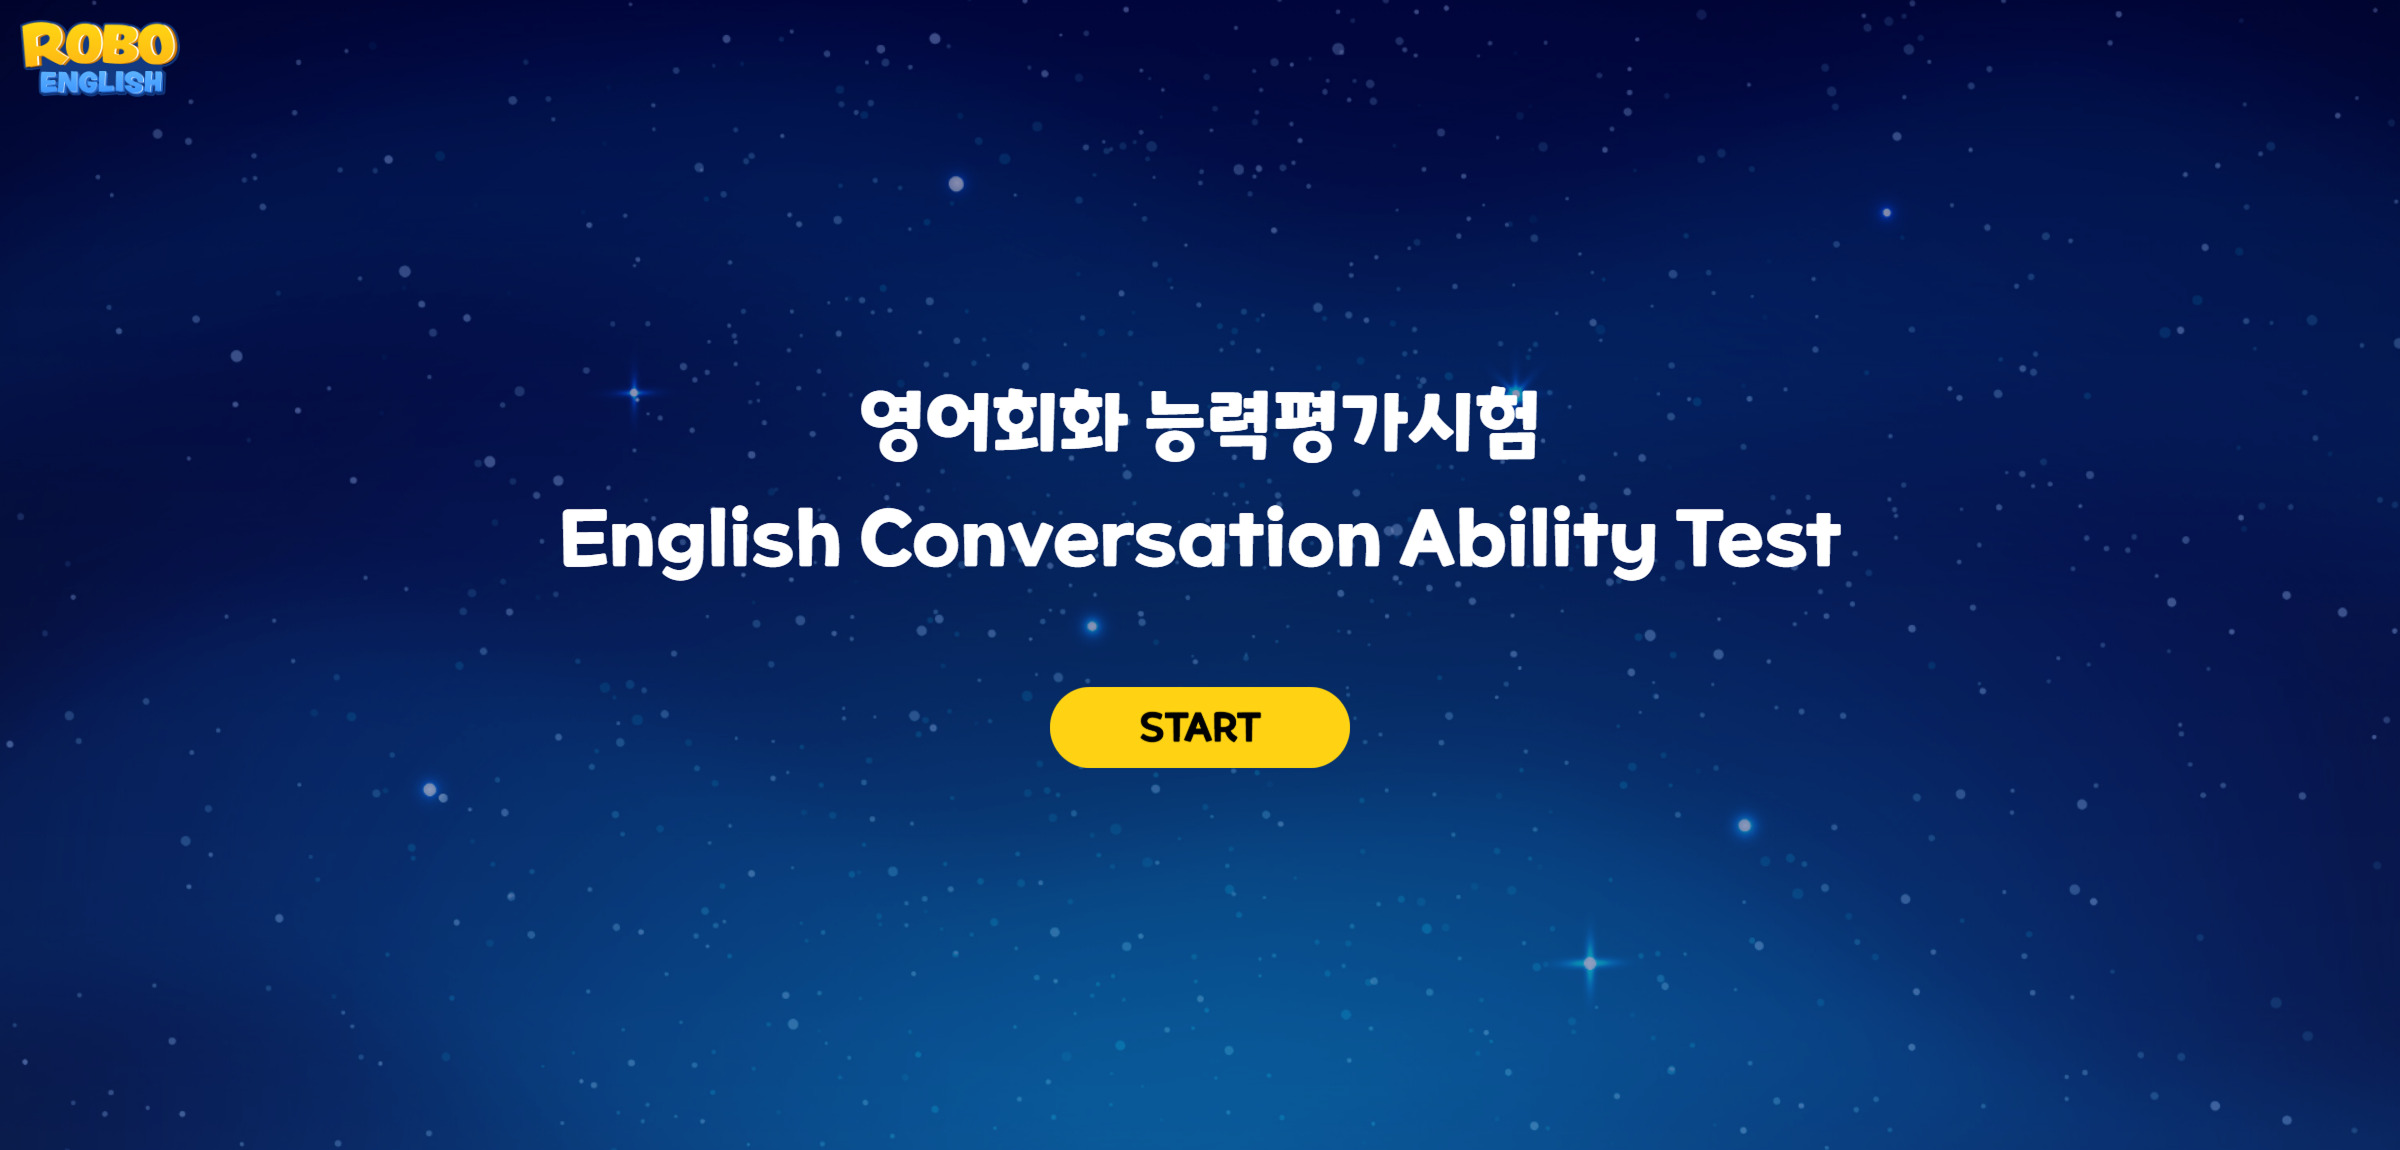 ROBO
ENGLISH
영어회화 능력평가시험
English Conversation Ability Test
START